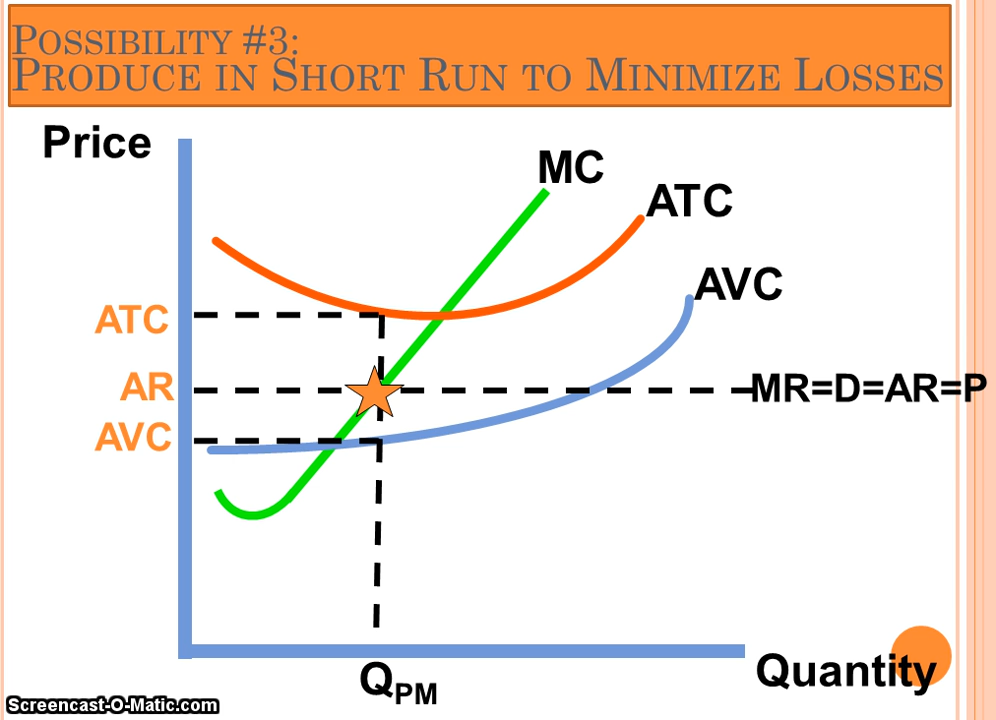 POSSIBILITY #3:
PRODUCE IN SHORT RUN TO MINIMIZE LOSSES
Price
MC
ATC
AVC
ATC
AR
MR=D=AR=P
AVC
Quantity
QPM
Screencast-O-Matic.com